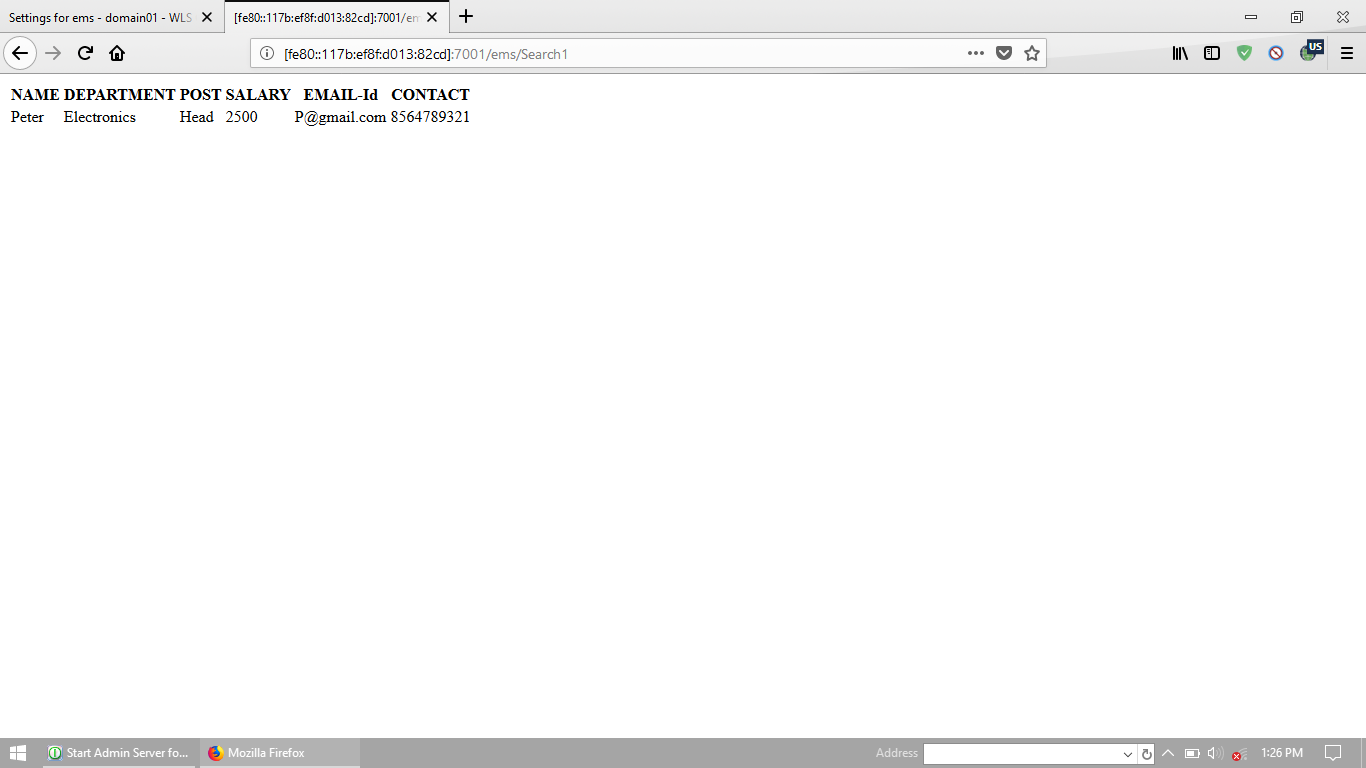 Settings for ems - domain01 - WLS
[fe80::117b:ef8f:d013:82cd]:7001/em
[fe80::117b:ef8f:d013:82cd]:7001/ems/Search1
US
NAME DEPARTMENT POST SALARY EMAIL-Id CONTACT
Peter Electronics Head 2500 P@gmail.com 8564789321
Start Admin Server fo... Mozilla Firefox Address 1:26 PM